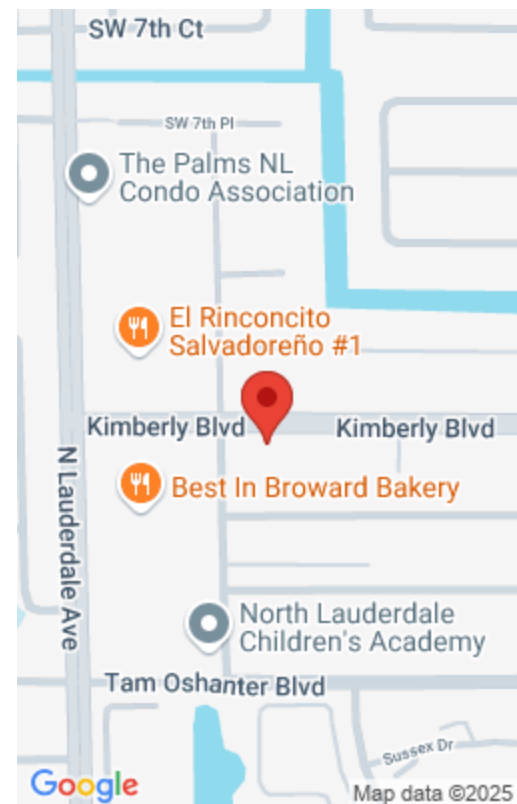 SW 7th Ct
SW 7th Pl
The Palms NL
Condo Association
El Rinconcito
Salvadoreño #1
Kimberly Blvd
Kimberly Blvd
N Lauderdale Ave
Best In Broward Bakery
North Lauderdale
Children's Academy
Tam Oshanter Blvd
Sussex Dr
Google
Map data ©2025